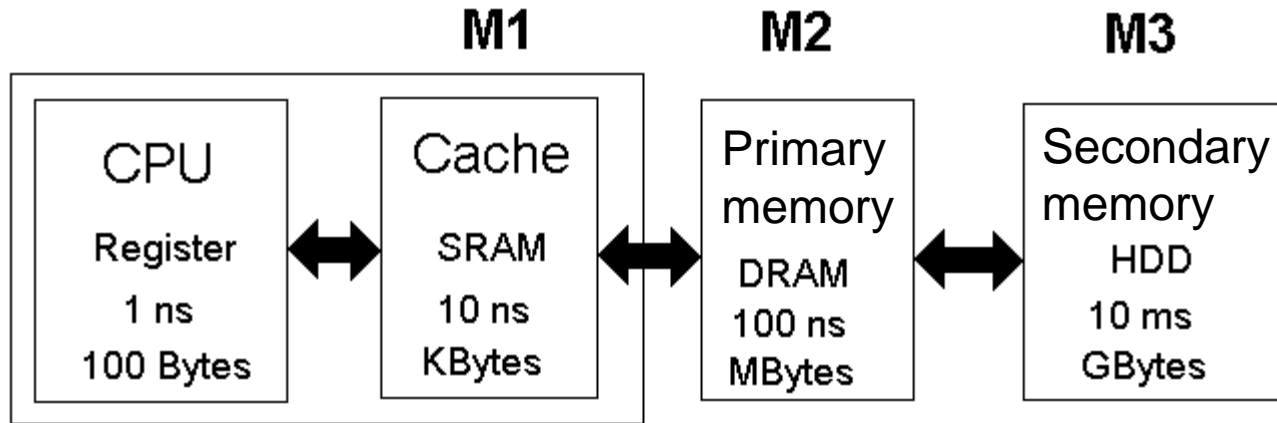 M1
M2
M3
CPU
Register
1 ns
100 Bytes
Cache
SRAM
10 ns
KBytes
Primary
memory
DRAM
100 ns
MBytes
Secondary
memory
HDD
10 ms
GBytes